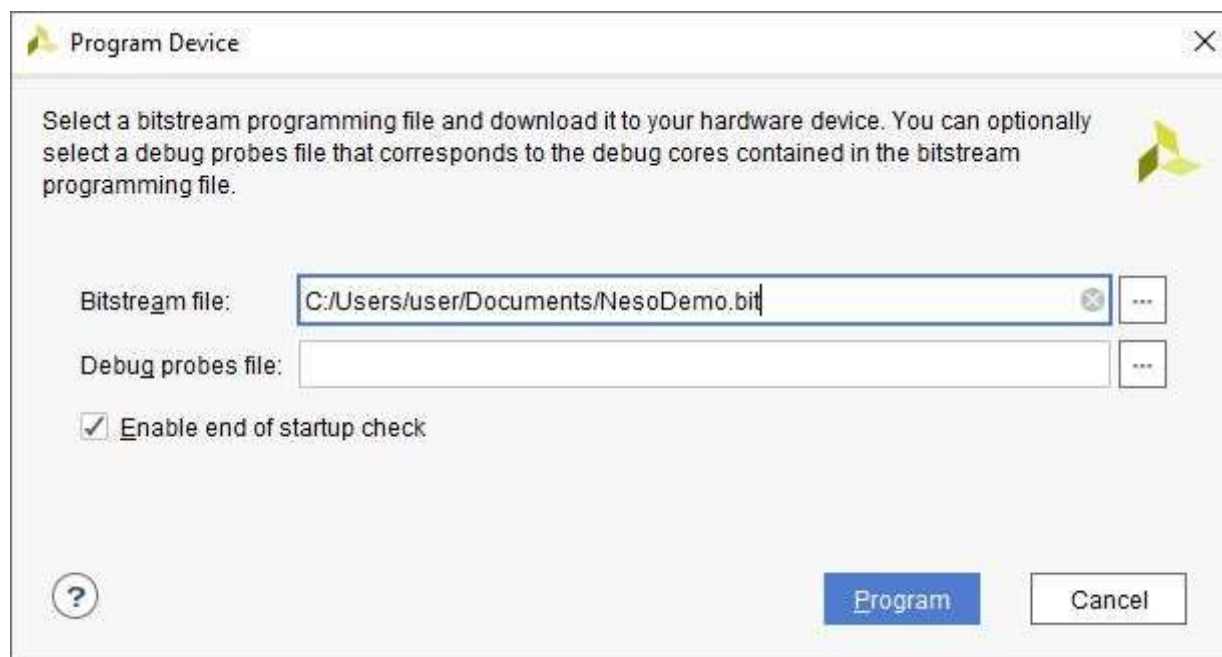 Program Device
Select a bitstream programming file and download it to your hardware device. You can optionally
select a debug probes file that corresponds to the debug cores contained in the bitstream
programming file.
Bitstream file: C:/Users/user/Documents/NesoDemo.bit ...
Debug probes file: ...
Enable end of startup check
? Program Cancel